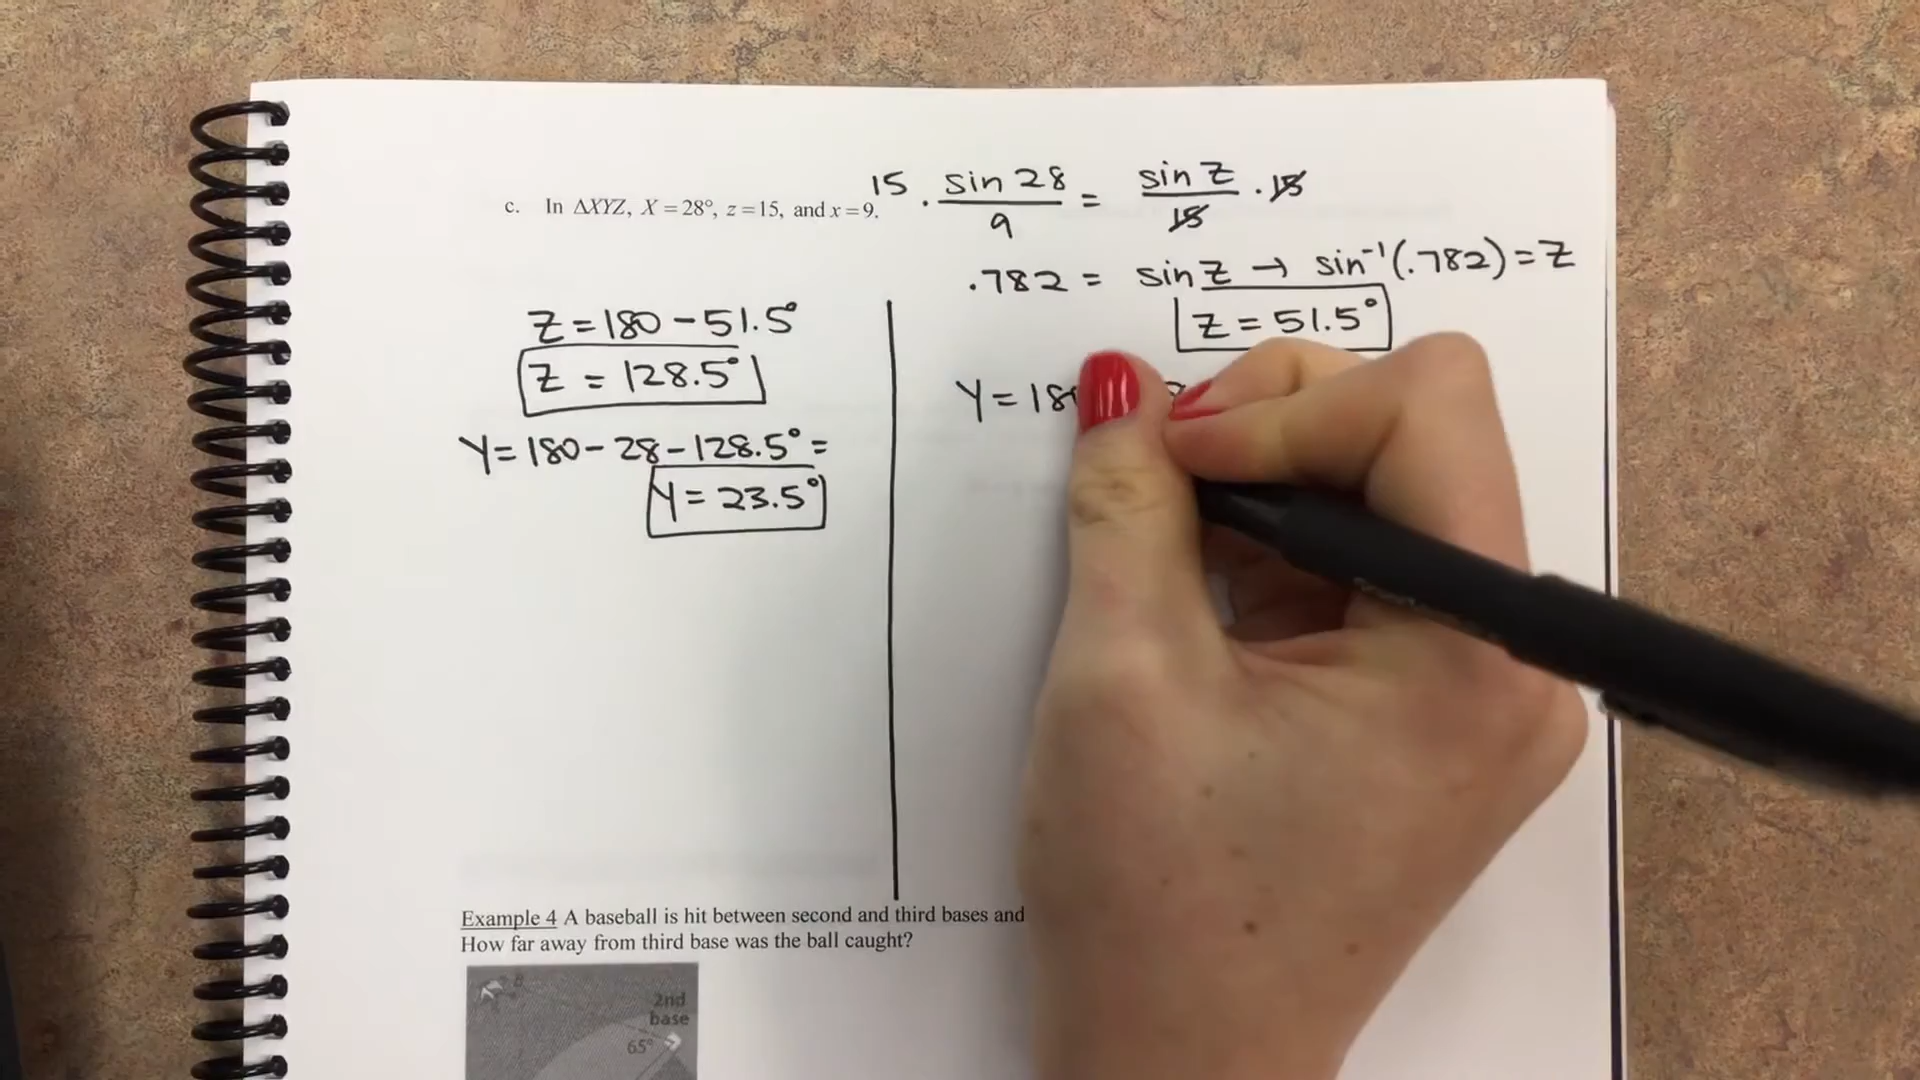 c. In ΔXYZ, X = 28°, z = 15, and x = 9.
15 · sin 28 / 9 = sin Z / 15 · 15
.782 = sin Z → sin⁻¹(.782) = Z
Z = 51.5°
Y = 18
Z = 180 - 51.5°
Z = 128.5°
Y = 180 - 28 - 128.5° =
Y = 23.5°
Example 4 A baseball is hit between second and third bases and
How far away from third base was the ball caught?
B
2nd
base
65°